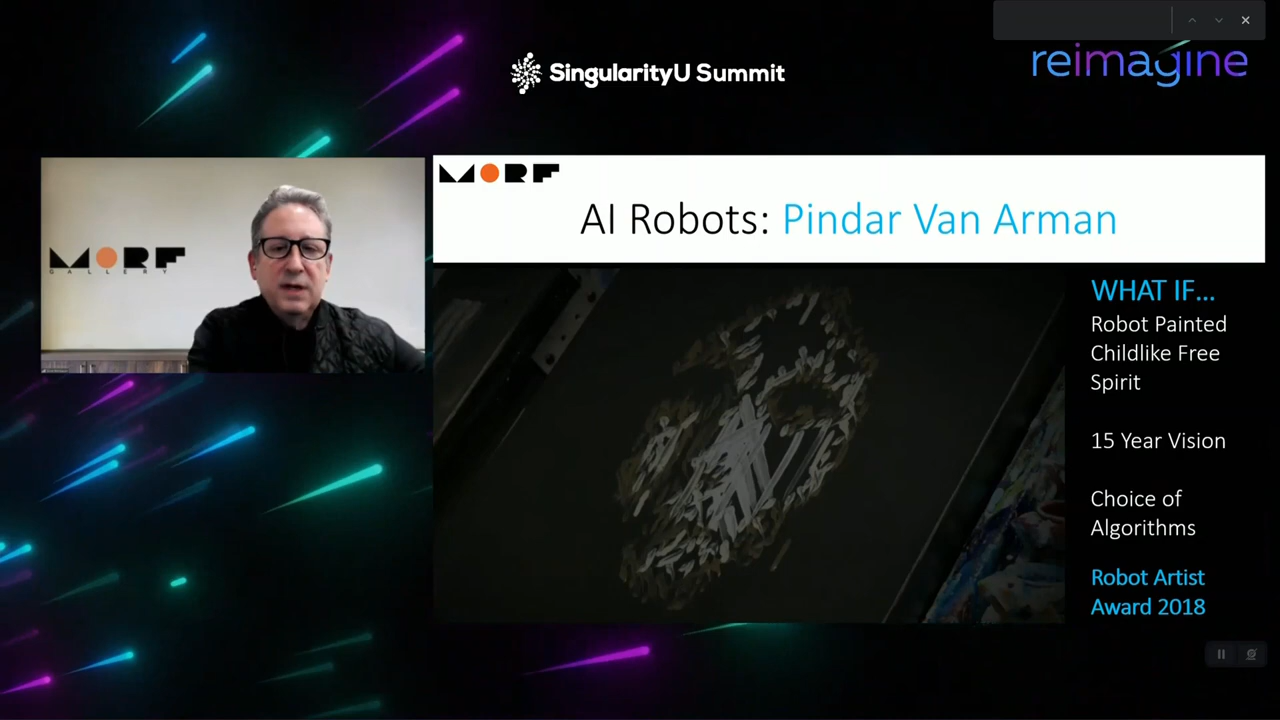 SingularityU Summit
reimagine
MORF
AI Robots: Pindar Van Arman
MORF
GALLERY
WHAT IF...
Robot Painted
Childlike Free
Spirit
15 Year Vision
Choice of
Algorithms
Robot Artist
Award 2018